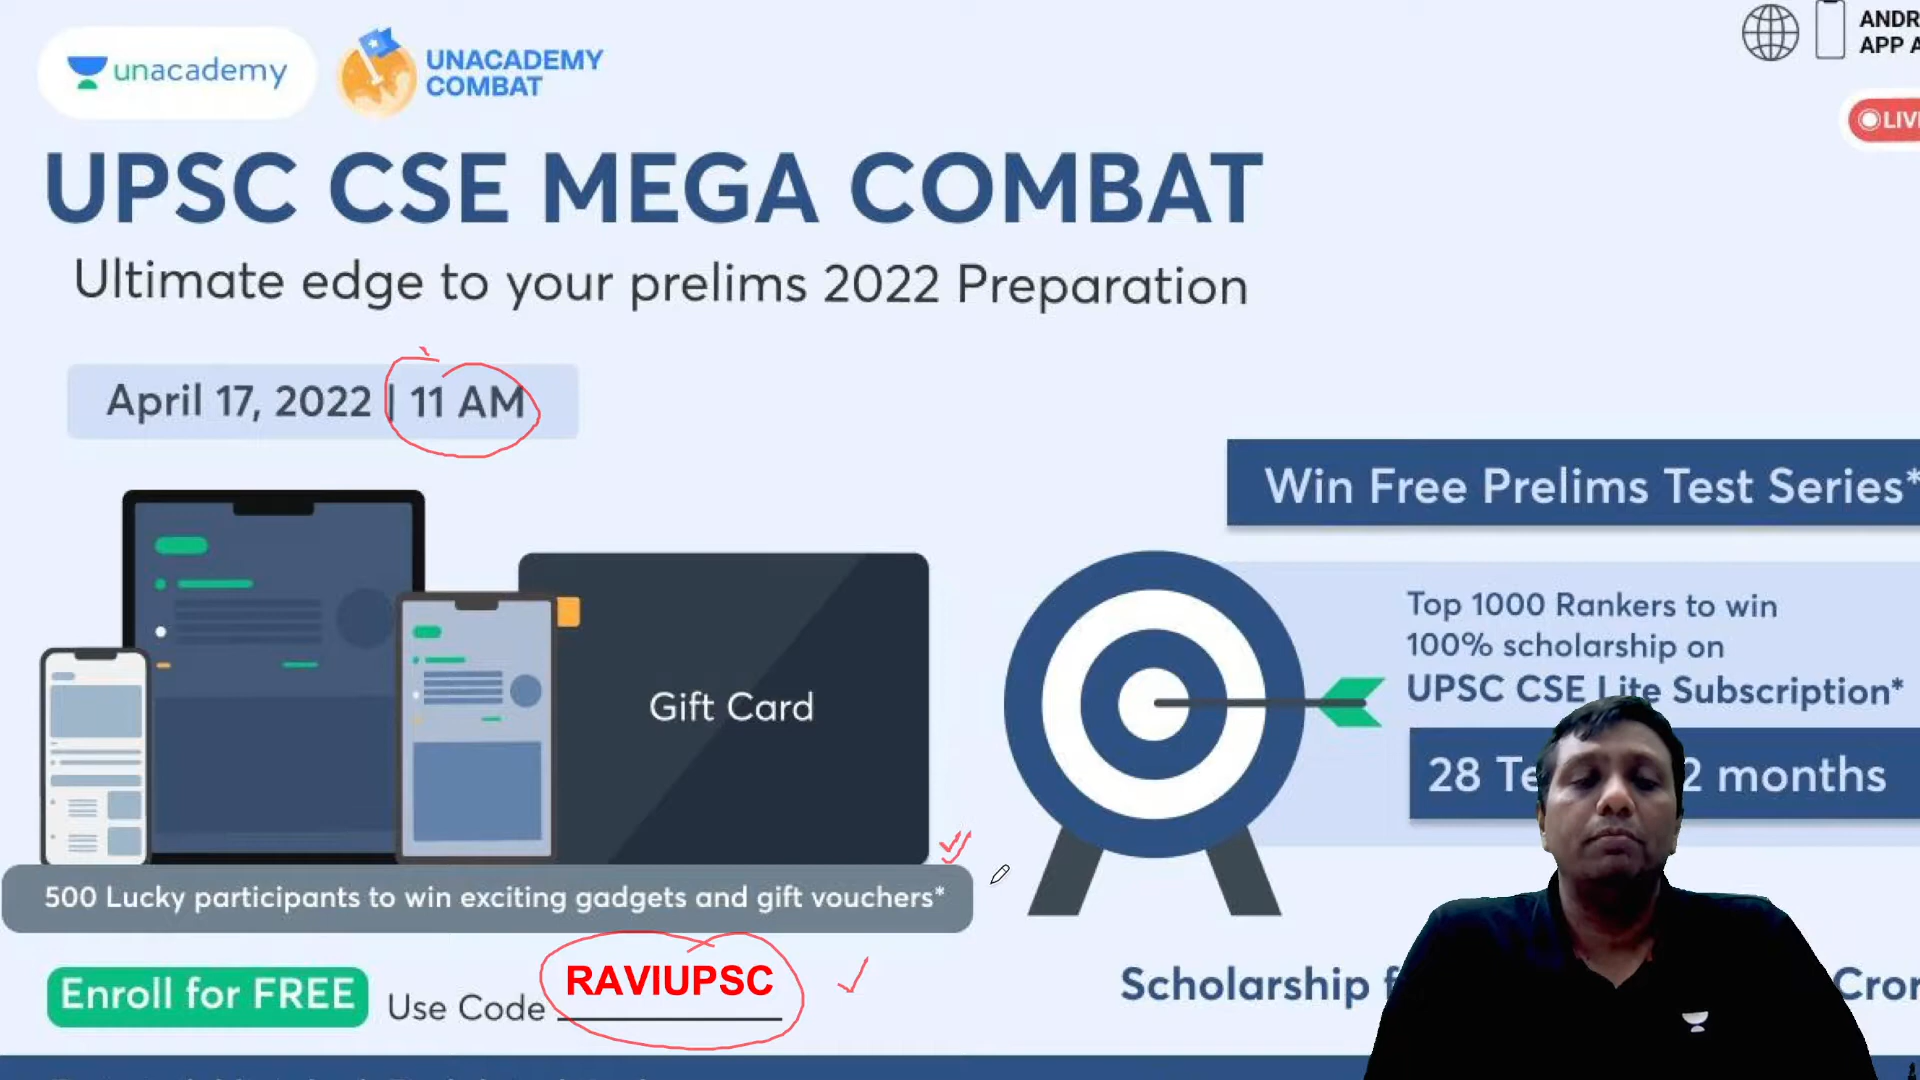 unacademy
UNACADEMY
COMBAT
ANDR
APP A
LIV
UPSC CSE MEGA COMBAT
Ultimate edge to your prelims 2022 Preparation
April 17, 2022 | 11 AM
Win Free Prelims Test Series*
Top 1000 Rankers to win
100% scholarship on
UPSC CSE Lite Subscription*
28 Te 2 months
Gift Card
500 Lucky participants to win exciting gadgets and gift vouchers*
Enroll for FREE Use Code RAVIUPSC
Scholarship f Cror